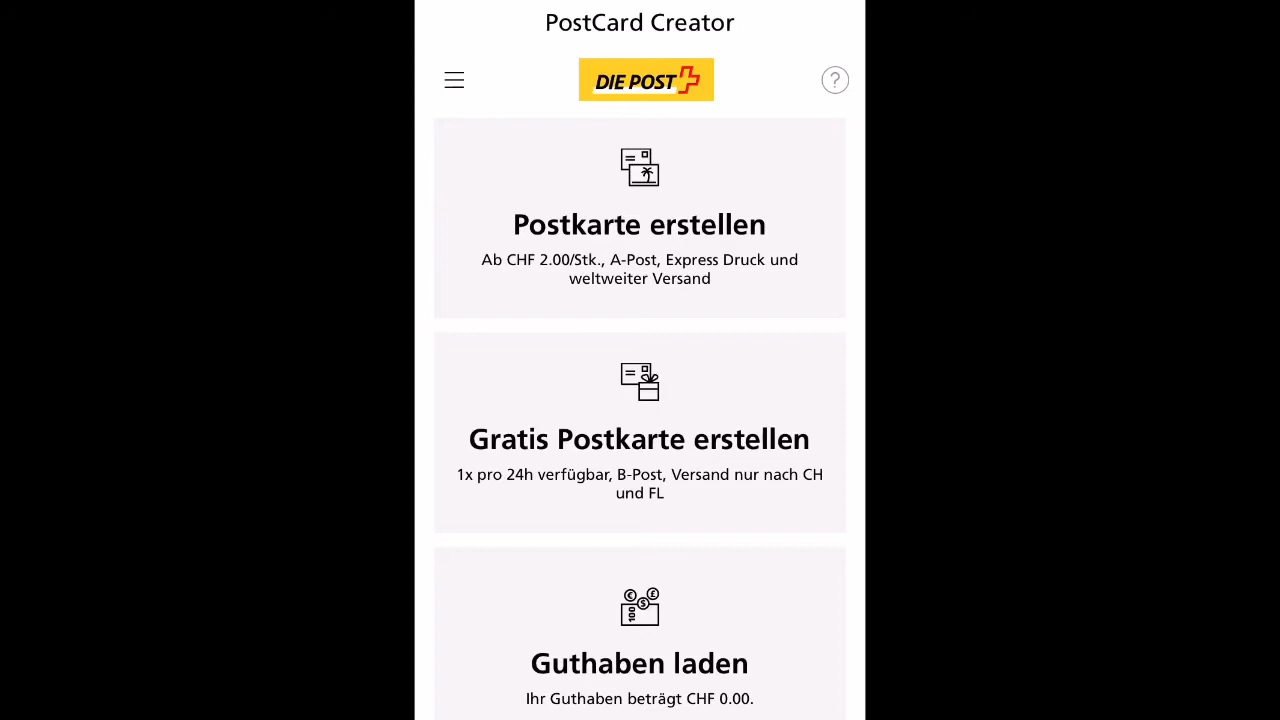 PostCard Creator
DIE POST
?
Postkarte erstellen
Ab CHF 2.00/Stk., A-Post, Express Druck und
weltweiter Versand
Gratis Postkarte erstellen
1x pro 24h verfügbar, B-Post, Versand nur nach CH
und FL
€ $ £
100
Guthaben laden
Ihr Guthaben beträgt CHF 0.00.